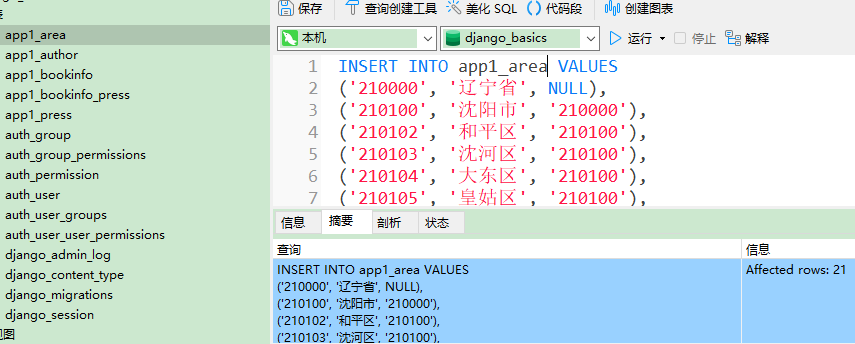 保存 查询创建工具 美化 SQL 代码段 创建图表
本机 django_basics 运行 停止 解释
app1_area
app1_author
app1_bookinfo
app1_bookinfo_press
app1_press
auth_group
auth_group_permissions
auth_permission
auth_user
auth_user_groups
auth_user_user_permissions
django_admin_log
django_content_type
django_migrations
django_session
视图
1 INSERT INTO app1_area VALUES
2 ('210000', '辽宁省', NULL),
3 ('210100', '沈阳市', '210000'),
4 ('210102', '和平区', '210100'),
5 ('210103', '沈河区', '210100'),
6 ('210104', '大东区', '210100'),
7 ('210105', '皇姑区', '210100'),
信息 摘要 剖析 状态
查询 信息
INSERT INTO app1_area VALUES Affected rows: 21
('210000', '辽宁省', NULL),
('210100', '沈阳市', '210000'),
('210102', '和平区', '210100'),
('210103', '沈河区', '210100'),